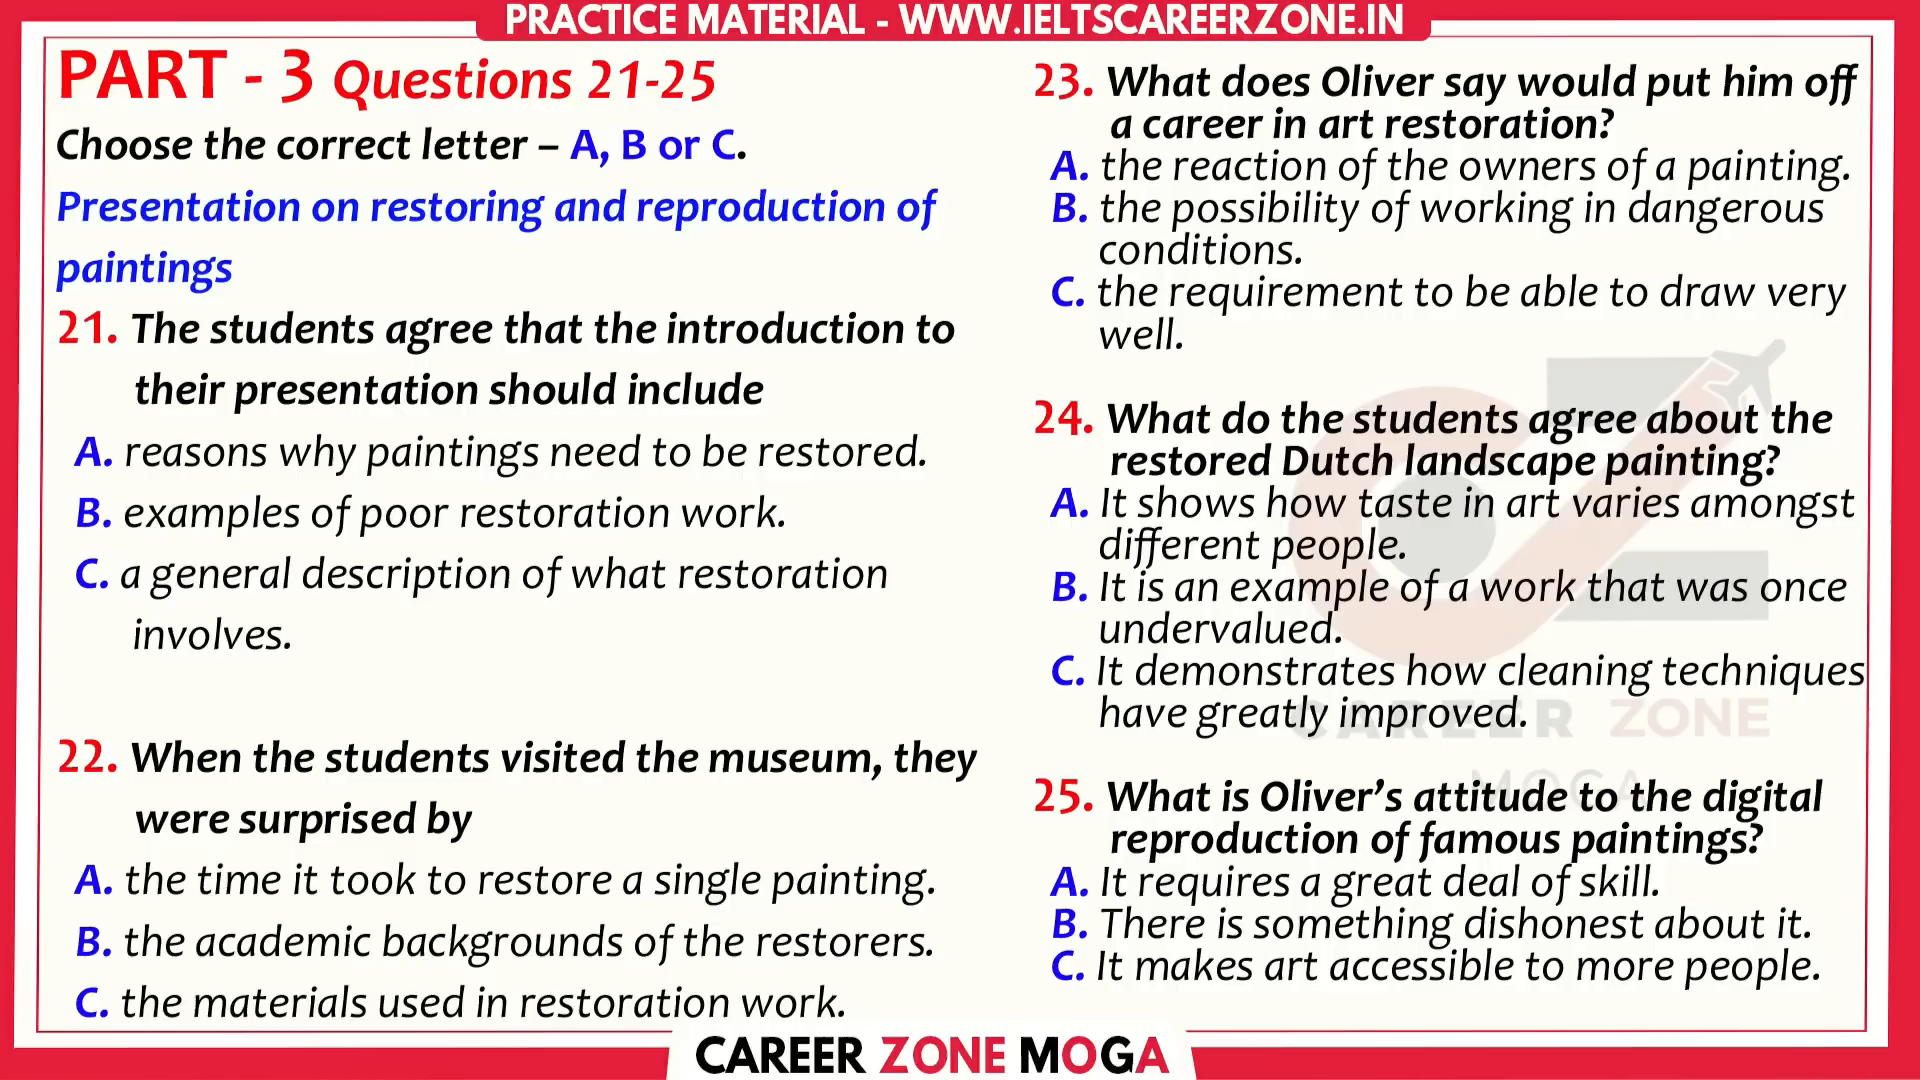 PRACTICE MATERIAL - WWW.IELTSCAREERZONE.IN
PART - 3 Questions 21-25
Choose the correct letter – A, B or C.
Presentation on restoring and reproduction of
paintings
21. The students agree that the introduction to
their presentation should include
A. reasons why paintings need to be restored.
B. examples of poor restoration work.
C. a general description of what restoration
involves.
22. When the students visited the museum, they
were surprised by
A. the time it took to restore a single painting.
B. the academic backgrounds of the restorers.
C. the materials used in restoration work.
23. What does Oliver say would put him off
a career in art restoration?
A. the reaction of the owners of a painting.
B. the possibility of working in dangerous
conditions.
C. the requirement to be able to draw very
well.
24. What do the students agree about the
restored Dutch landscape painting?
A. It shows how taste in art varies amongst
different people.
B. It is an example of a work that was once
undervalued.
C. It demonstrates how cleaning techniques
have greatly improved.
CAREER ZONE
MOGA
25. What is Oliver's attitude to the digital
reproduction of famous paintings?
A. It requires a great deal of skill.
B. There is something dishonest about it.
C. It makes art accessible to more people.
CAREER ZONE MOGA